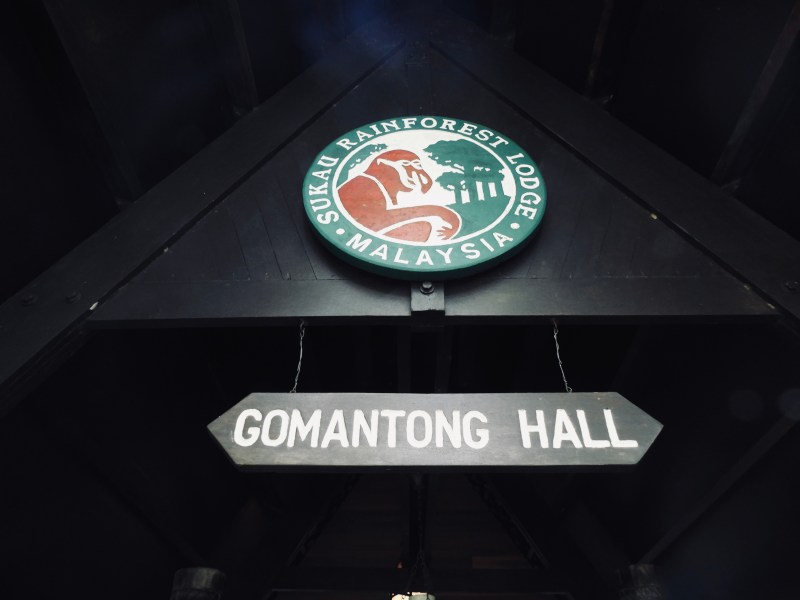 SUKAU RAINFOREST LODGE
• MALAYSIA •
GOMANTONG HALL